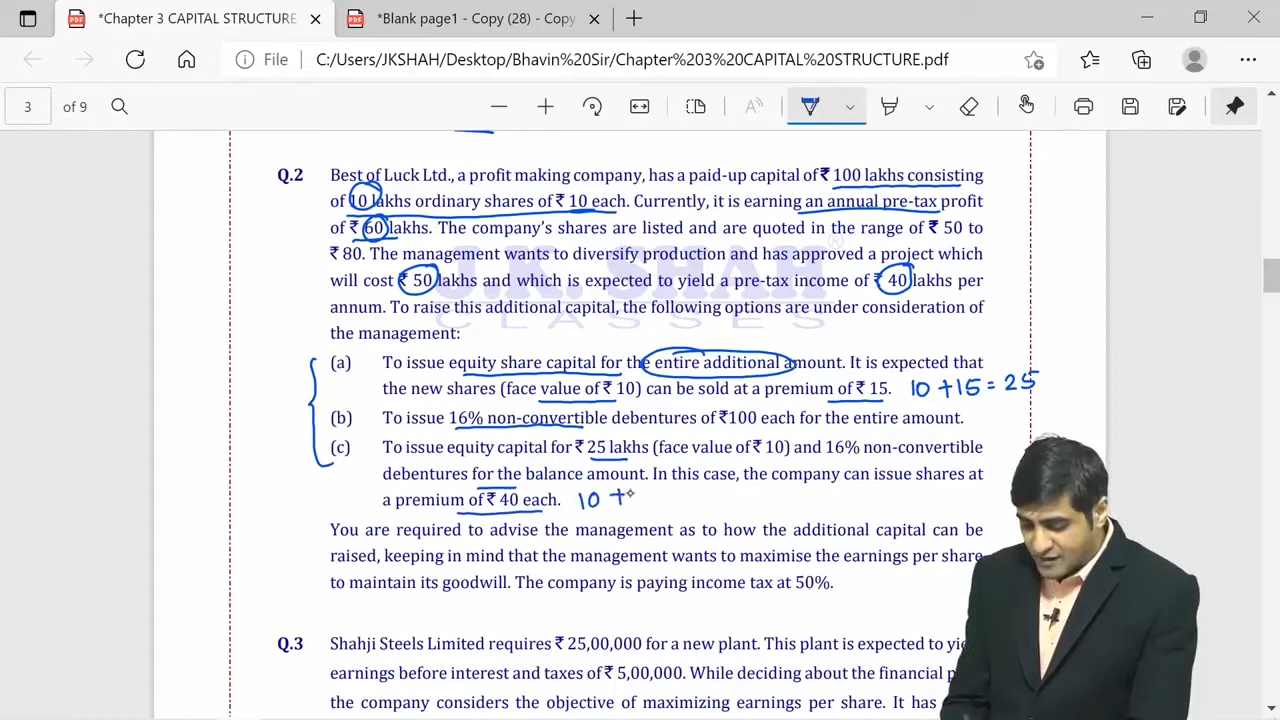 *Chapter 3 CAPITAL STRUCTURE
*Blank page1 - Copy (28) - Copy
File C:/Users/JKSHAH/Desktop/Bhavin%20Sir/Chapter%203%20CAPITAL%20STRUCTURE.pdf
3 of 9
Q.2 Best of Luck Ltd., a profit making company, has a paid-up capital of ₹ 100 lakhs consisting
of 10 lakhs ordinary shares of ₹ 10 each. Currently, it is earning an annual pre-tax profit
of ₹ 60 lakhs. The company's shares are listed and are quoted in the range of ₹ 50 to
₹ 80. The management wants to diversify production and has approved a project which
will cost ₹ 50 lakhs and which is expected to yield a pre-tax income of ₹ 40 lakhs per
annum. To raise this additional capital, the following options are under consideration of
the management:
J.K. SHAH ®
CLASSES
(a) To issue equity share capital for the entire additional amount. It is expected that
the new shares (face value of ₹ 10) can be sold at a premium of ₹ 15. 10 + 15 = 25
(b) To issue 16% non-convertible debentures of ₹100 each for the entire amount.
(c) To issue equity capital for ₹ 25 lakhs (face value of ₹ 10) and 16% non-convertible
debentures for the balance amount. In this case, the company can issue shares at
a premium of ₹ 40 each. 10 +
You are required to advise the management as to how the additional capital can be
raised, keeping in mind that the management wants to maximise the earnings per share
to maintain its goodwill. The company is paying income tax at 50%.
Q.3 Shahji Steels Limited requires ₹ 25,00,000 for a new plant. This plant is expected to
earnings before interest and taxes of ₹ 5,00,000. While deciding about the financial
the company considers the objective of maximizing earnings per share. It has